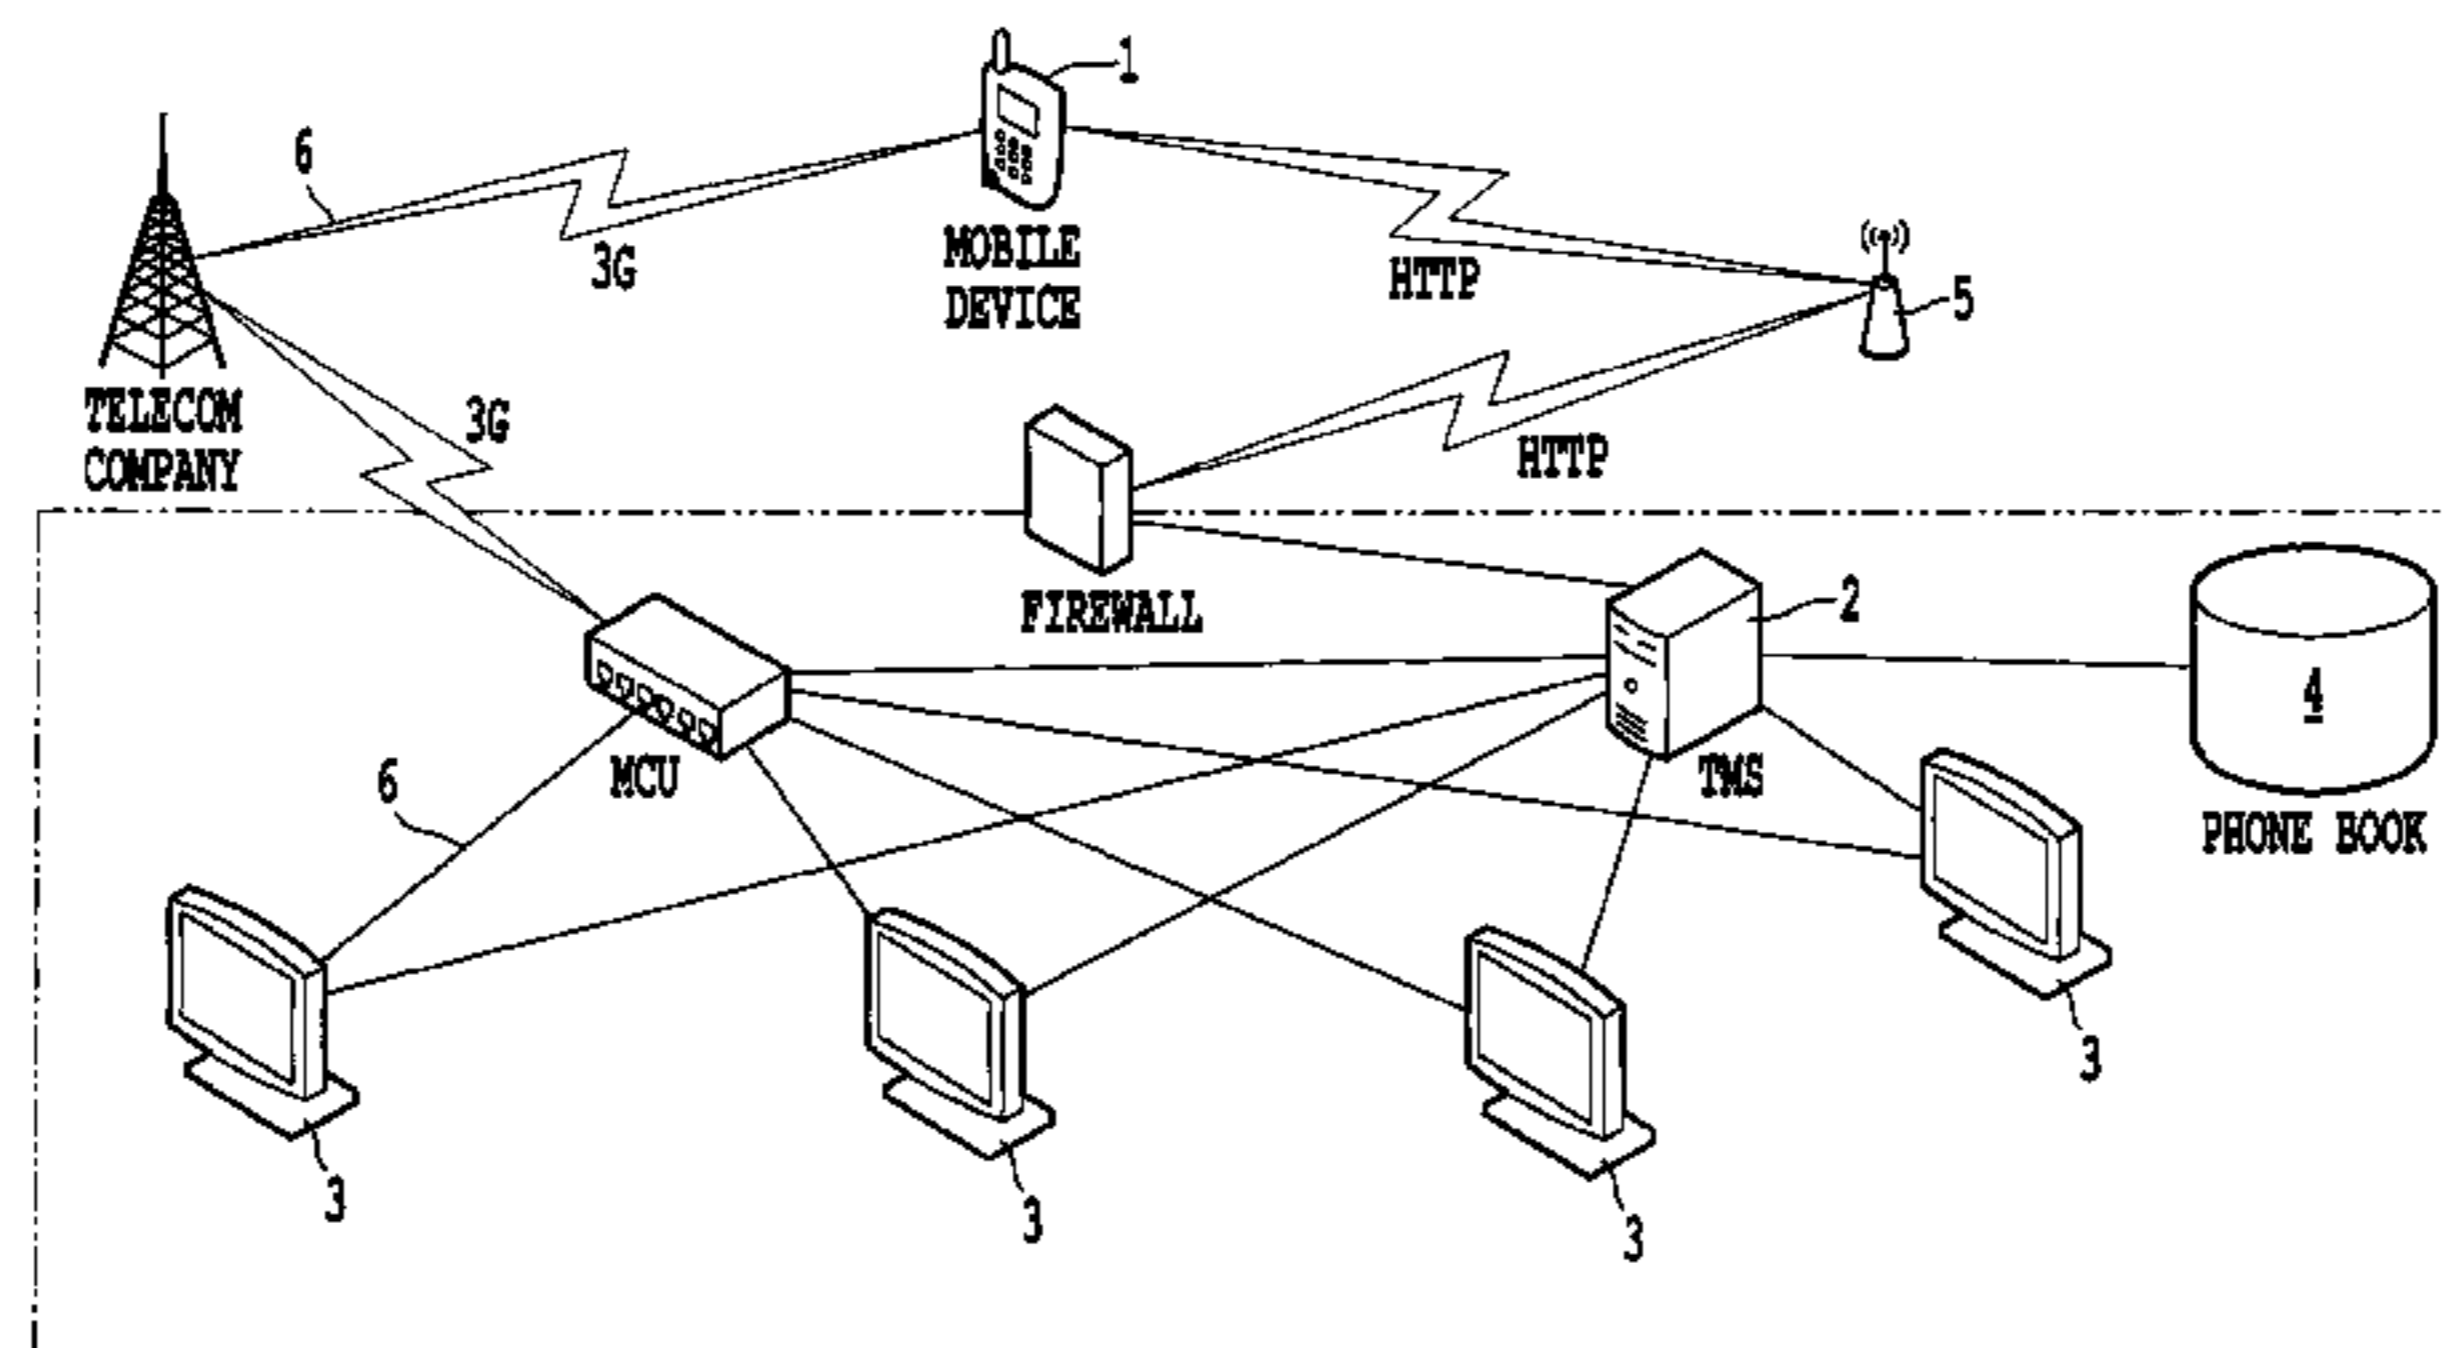 1
6
3G
MOBILE
DEVICE
HTTP
5
TELECOM
COMPANY
3G
HTTP
FIREWALL
2
4
MCU
TMS
PHONE BOOK
6
3
3
3
3